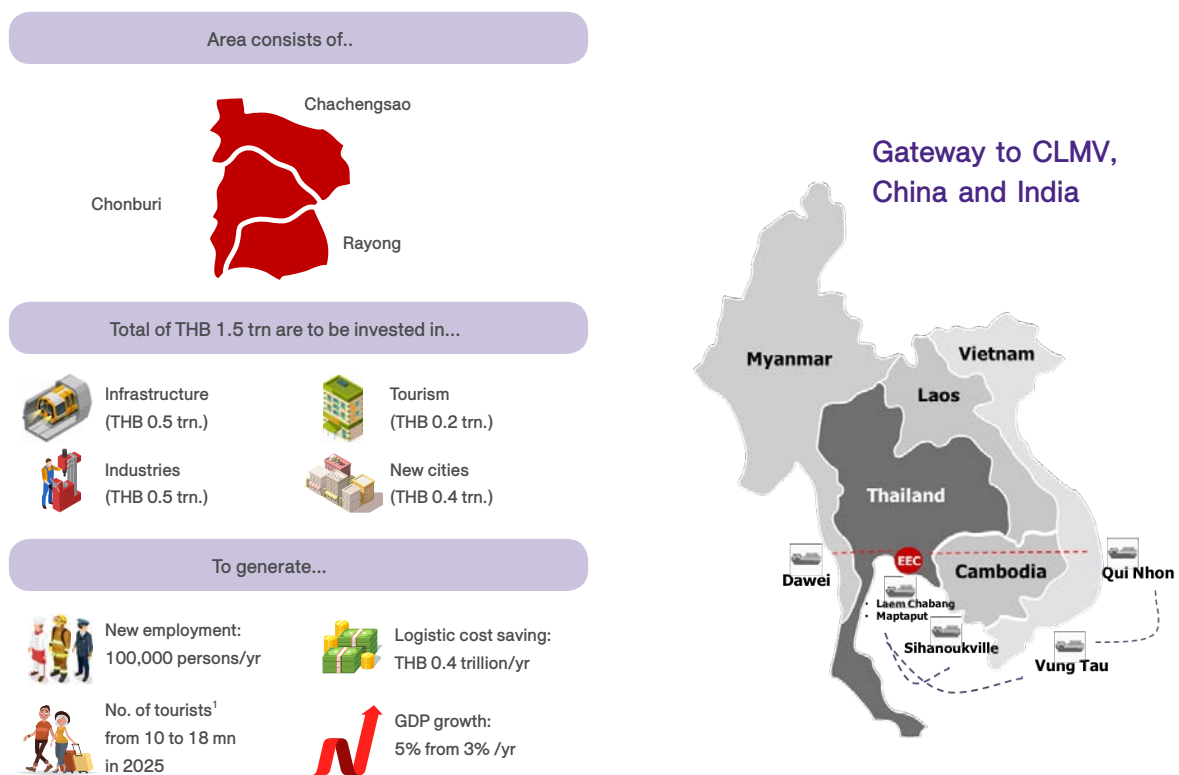 Area consists of..
Chachengsao
Chonburi
Rayong
Total of THB 1.5 trn are to be invested in...
Infrastructure
(THB 0.5 trn.)
Tourism
(THB 0.2 trn.)
Industries
(THB 0.5 trn.)
New cities
(THB 0.4 trn.)
To generate...
New employment:
100,000 persons/yr
Logistic cost saving:
THB 0.4 trillion/yr
No. of tourists1
from 10 to 18 mn
in 2025
GDP growth:
5% from 3% /yr
Gateway to CLMV,
China and India
Myanmar
Vietnam
Laos
Thailand
EEC
Dawei
Cambodia
Qui Nhon
• Laem Chabang
• Maptaput
Sihanoukville
Vung Tau